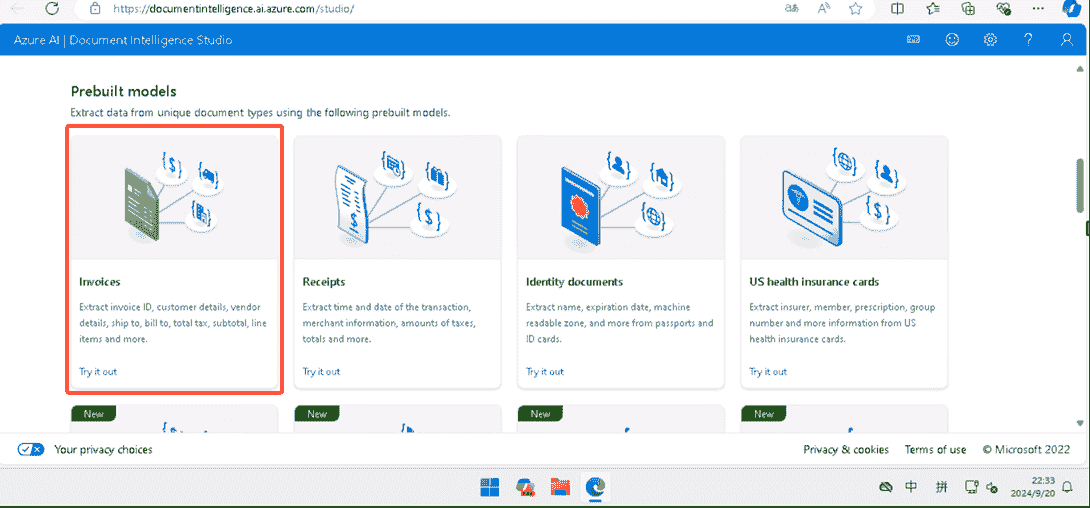 https://documentintelligence.ai.azure.com/studio/
Azure AI | Document Intelligence Studio
Prebuilt models
Extract data from unique document types using the following prebuilt models.
Invoices
Extract invoice ID, customer details, vendor
details, ship to, bill to, total tax, subtotal, line
items and more.
Try it out
Receipts
Extract time and date of the transaction,
merchant information, amounts of taxes,
totals and more.
Try it out
Identity documents
Extract name, expiration date, machine
readable zone, and more from passports and
ID cards.
Try it out
US health insurance cards
Extract insurer, member, prescription, group
number and more information from US
health insurance cards.
Try it out
New
New
New
New
Your privacy choices
Privacy & cookies
Terms of use
© Microsoft 2022
中
拼
22:33
2024/9/20